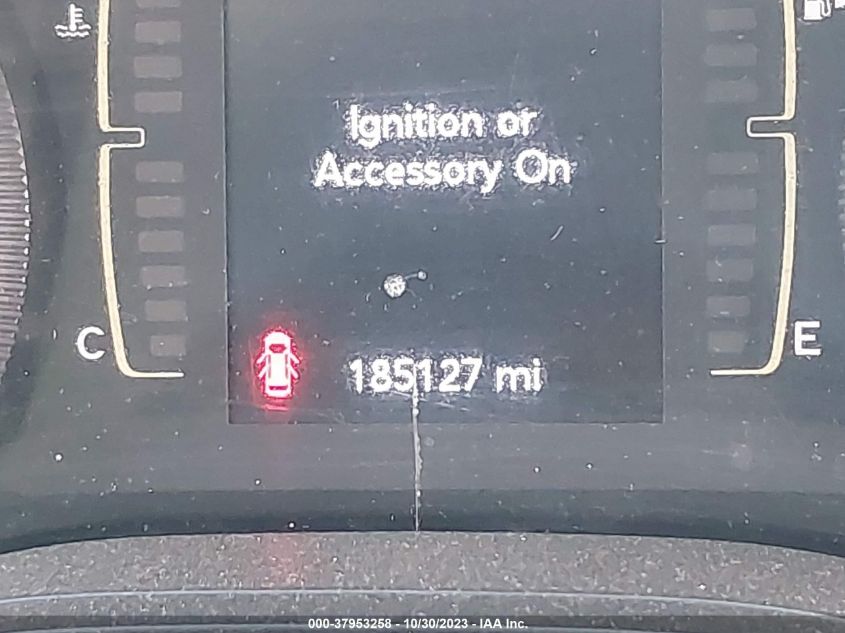 Ignition or
Accessory On
C
E
185127 mi
000-37953258 - 10/30/2023 - IAA Inc.